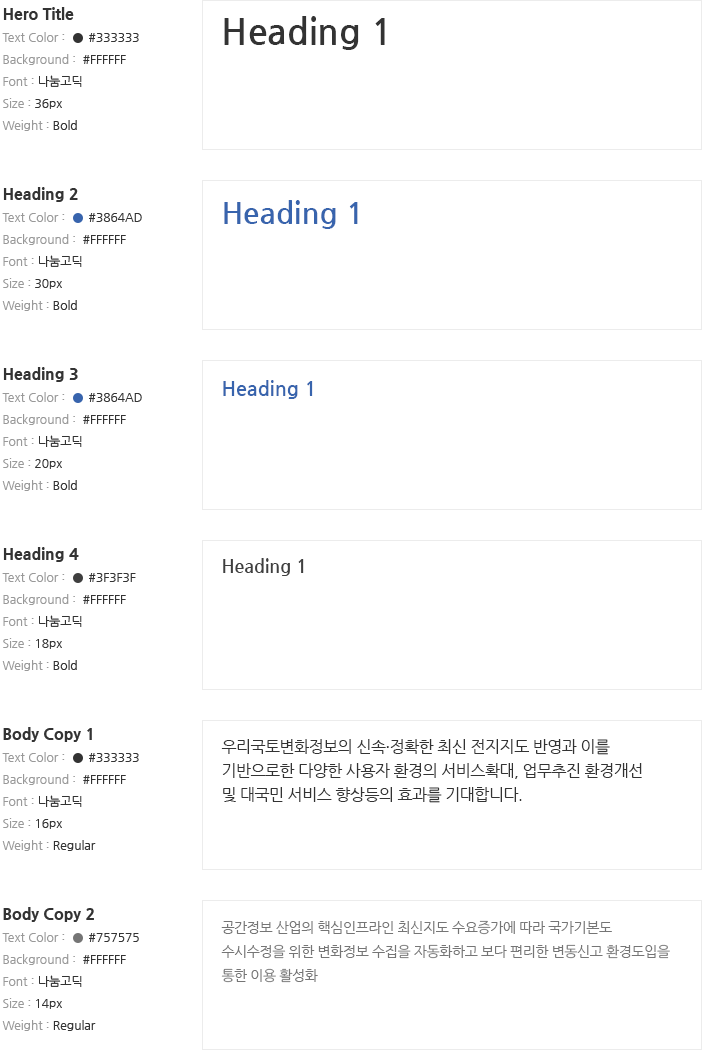 Hero Title
Text Color : #333333
Background : #FFFFFF
Font : 나눔고딕
Size : 36px
Weight : Bold
Heading 1
Heading 2
Text Color : #3864AD
Background : #FFFFFF
Font : 나눔고딕
Size : 30px
Weight : Bold
Heading 1
Heading 3
Text Color : #3864AD
Background : #FFFFFF
Font : 나눔고딕
Size : 20px
Weight : Bold
Heading 1
Heading 4
Text Color : #3F3F3F
Background : #FFFFFF
Font : 나눔고딕
Size : 18px
Weight : Bold
Heading 1
Body Copy 1
Text Color : #333333
Background : #FFFFFF
Font : 나눔고딕
Size : 16px
Weight : Regular
우리국토변화정보의 신속·정확한 최신 전지지도 반영과 이를
기반으로한 다양한 사용자 환경의 서비스확대, 업무추진 환경개선
및 대국민 서비스 향상등의 효과를 기대합니다.
Body Copy 2
Text Color : #757575
Background : #FFFFFF
Font : 나눔고딕
Size : 14px
Weight : Regular
공간정보 산업의 핵심인프라인 최신지도 수요증가에 따라 국가기본도
수시수정을 위한 변화정보 수집을 자동화하고 보다 편리한 변동신고 환경도입을
통한 이용 활성화